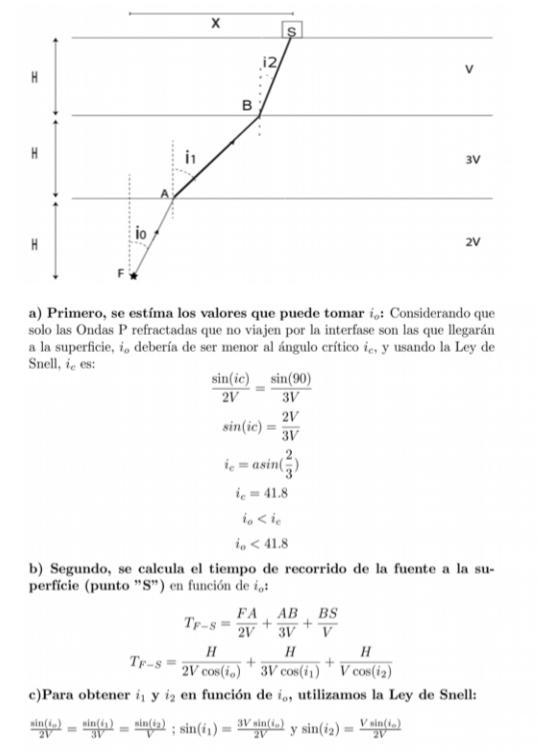 X
S
i2
V
H
B
H
i1
3V
A
H
io
2V
F
a) Primero, se estíma los valores que puede tomar i_o: Considerando que
solo las Ondas P refractadas que no viajen por la interfase son las que llegarán
a la superficie, i_o debería de ser menor al ángulo crítico i_c, y usando la Ley de
Snell, i_c es:
sin(ic)/2V = sin(90)/3V
sin(ic) = 2V/3V
i_c = asin(2/3)
i_c = 41.8
i_o < i_c
i_o < 41.8
b) Segundo, se calcula el tiempo de recorrido de la fuente a la su-
perfície (punto "S") en función de i_o:
T_{F-S} = FA/2V + AB/3V + BS/V
T_{F-S} = H/2V cos(i_o) + H/3V cos(i_1) + H/V cos(i_2)
c)Para obtener i_1 y i_2 en función de i_o, utilizamos la Ley de Snell:
sin(i_o)/2V = sin(i_1)/3V = sin(i_2)/V ; sin(i_1) = 3V sin(i_o)/2V y sin(i_2) = V sin(i_o)/2V